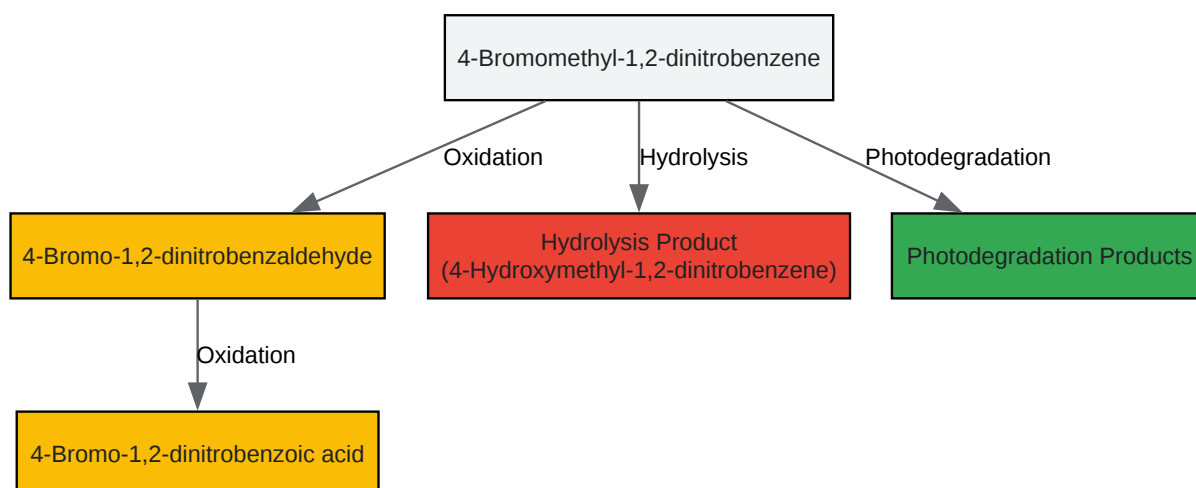 4-Bromomethyl-1,2-dinitrobenzene
Oxidation
Hydrolysis
Photodegradation
4-Bromo-1,2-dinitrobenzaldehyde
Hydrolysis Product
(4-Hydroxymethyl-1,2-dinitrobenzene)
Photodegradation Products
Oxidation
4-Bromo-1,2-dinitrobenzoic acid